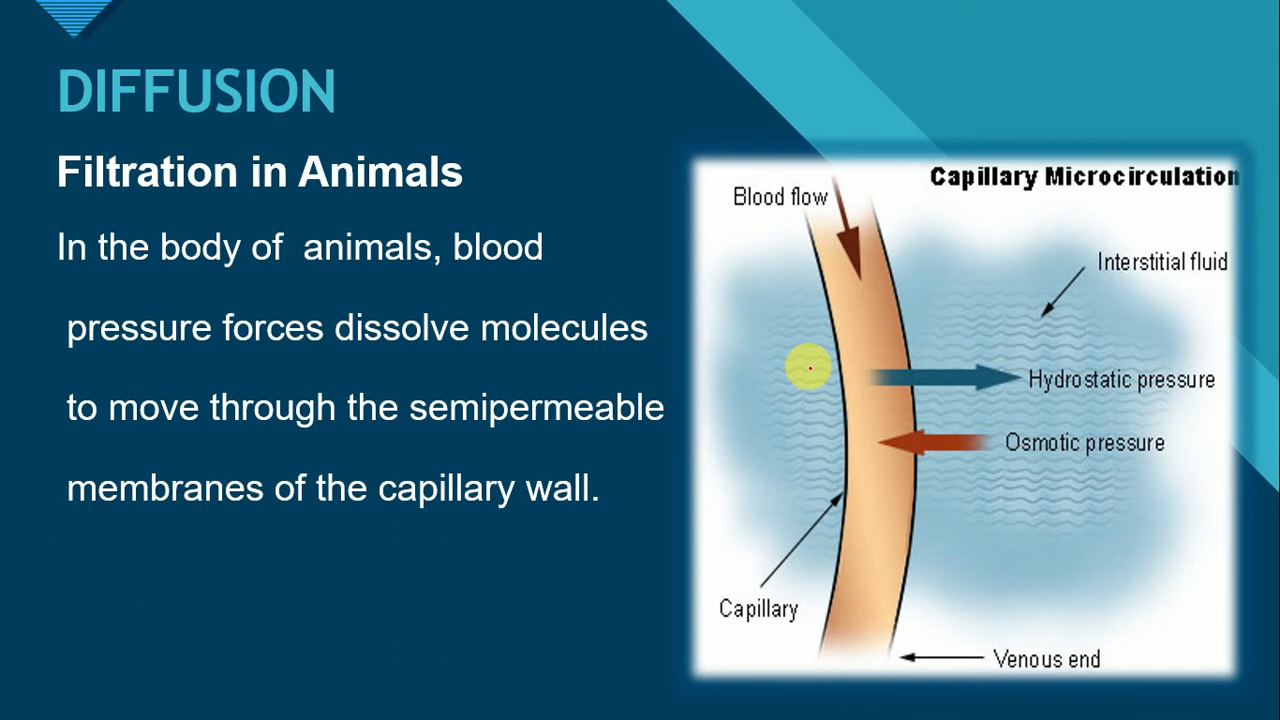 DIFFUSION
Filtration in Animals
In the body of  animals, blood
pressure forces dissolve molecules
to move through the semipermeable
membranes of the capillary wall.
Capillary Microcirculation
Blood flow
Interstitial fluid
Hydrostatic pressure
Osmotic pressure
Capillary
Venous end